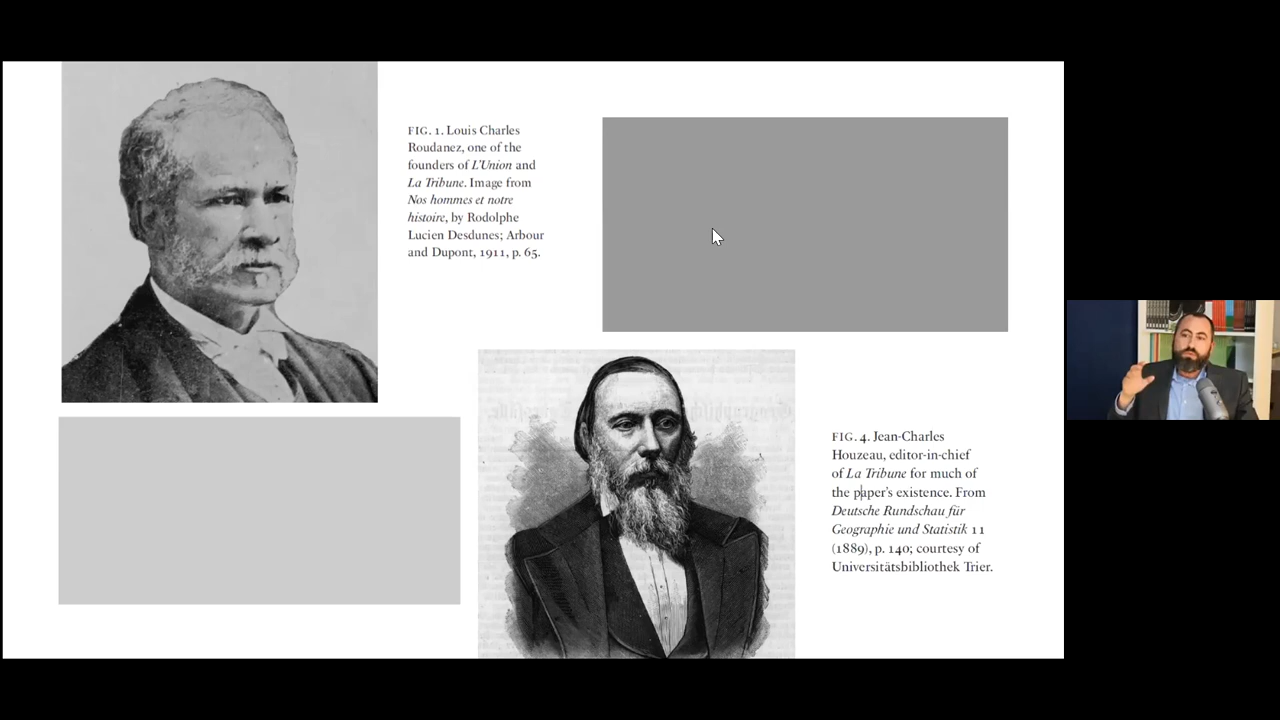 FIG. 1. Louis Charles
Roudanez, one of the
founders of L'Union and
La Tribune. Image from
Nos hommes et notre
histoire, by Rodolphe
Lucien Desdunes; Arbour
and Dupont, 1911, p. 65.
FIG. 4. Jean-Charles
Houzeau, editor-in-chief
of La Tribune for much of
the paper's existence. From
Deutsche Rundschau für
Geographie und Statistik 11
(1889), p. 140; courtesy of
Universitätsbibliothek Trier.